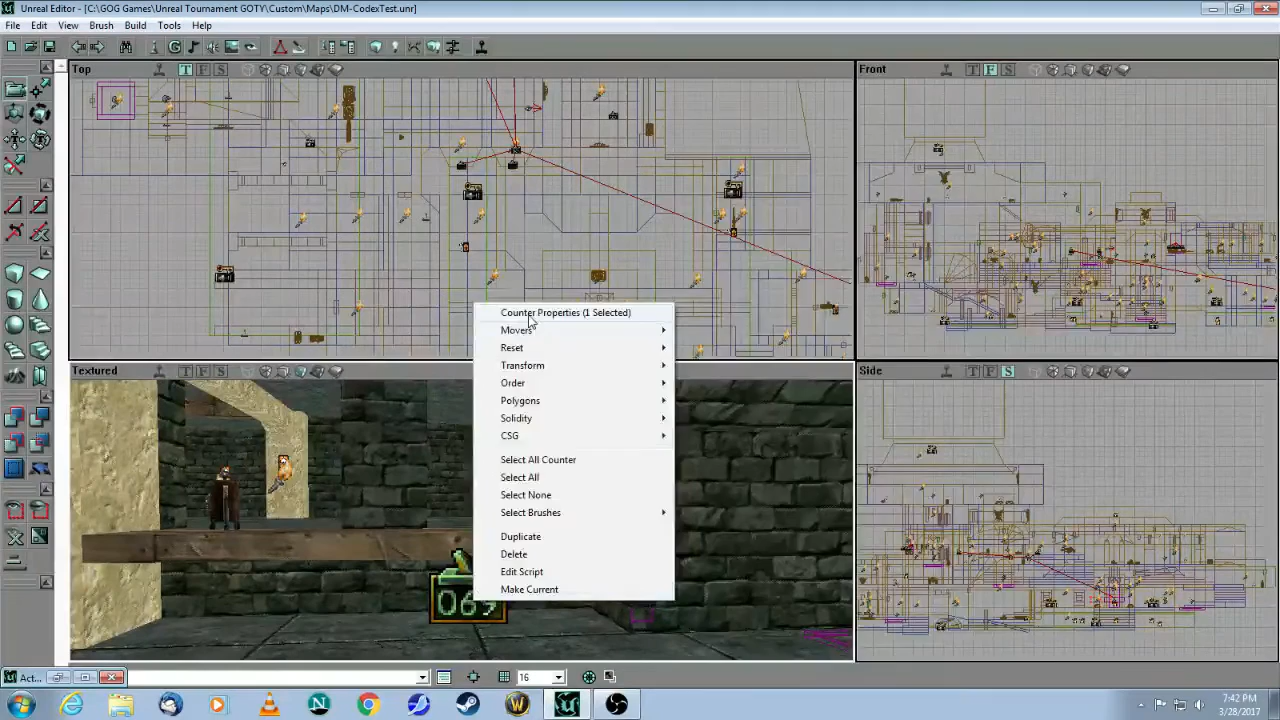 Unreal Editor - [C:\GOG Games\Unreal Tournament GOTY\Custom\Maps\DM-CodexTest.unr]
File Edit View Brush Build Tools Help
Top T F S
Front T F S
Counter Properties (1 Selected)
Movers
Reset
Transform
Order
Polygons
Solidity
CSG
Select All Counter
Select All
Select None
Select Brushes
Duplicate
Delete
Edit Script
Make Current
Textured T F S
Side T F S
069
Act...
16
7:42 PM
3/28/2017